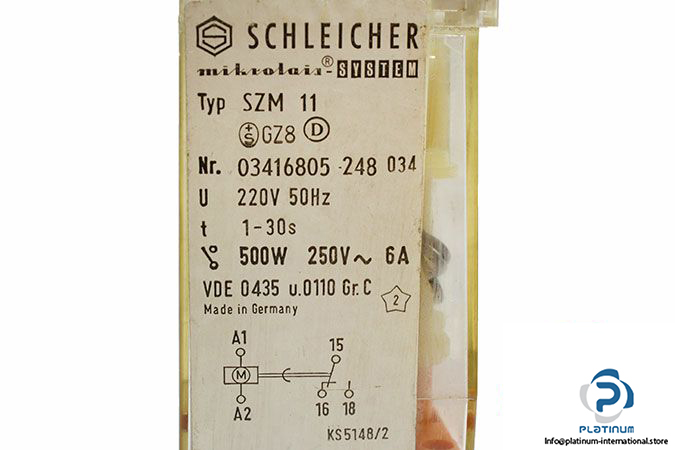 SCHLEICHER
mikrolais®-SYSTEM
Typ SZM 11
+S GZ8 D
Nr. 03416805-248 034
U 220V 50Hz
t 1-30s
500W 250V~ 6A
VDE 0435 u.0110 Gr.C 2
Made in Germany
A1 15
M
A2 16 18
KS5148/2
PLATINUM
Info@platinum-international.store